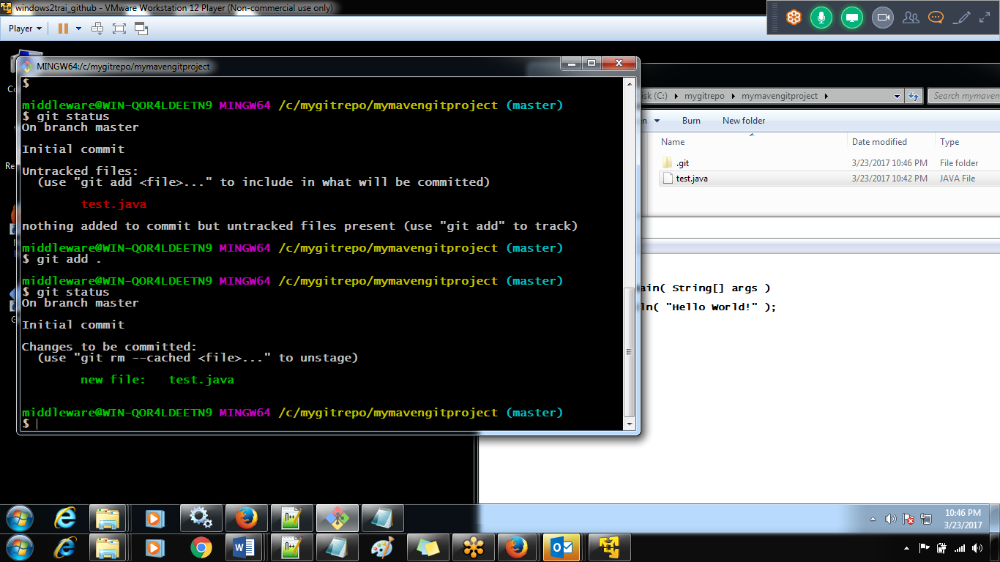 windows2trai_github - VMware Workstation 12 Player (Non-commercial use only)
Player
MINGW64:/c/mygitrepo/mymavengitproject
$
middleware@WIN-QOR4LDEETN9 MINGW64 /c/mygitrepo/mymavengitproject (master)
$ git status
On branch master
Initial commit
Untracked files:
(use "git add <file>..." to include in what will be committed)
test.java
nothing added to commit but untracked files present (use "git add" to track)
middleware@WIN-QOR4LDEETN9 MINGW64 /c/mygitrepo/mymavengitproject (master)
$ git add .
middleware@WIN-QOR4LDEETN9 MINGW64 /c/mygitrepo/mymavengitproject (master)
$ git status
On branch master
Initial commit
Changes to be committed:
(use "git rm --cached <file>..." to unstage)
new file: test.java
middleware@WIN-QOR4LDEETN9 MINGW64 /c/mygitrepo/mymavengitproject (master)
$
isk (C:) mygitrepo mymavengitproject Search mymaven
Burn New folder
Name Date modified Type
.git 3/23/2017 10:46 PM File folder
test.java 3/23/2017 10:42 PM JAVA File
ain( String[] args )
ln( "Hello World!" );
10:46 PM
3/23/2017